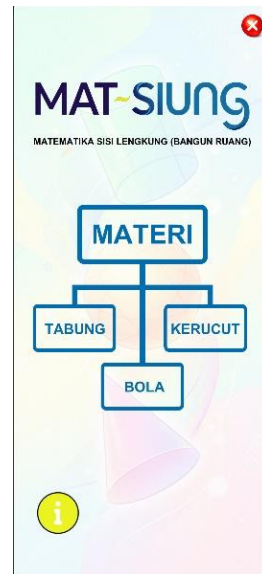 MAT-SIUNG
MATEMATIKA SISI LENGKUNG (BANGUN RUANG)
MATERI
TABUNG
KERUCUT
BOLA
i